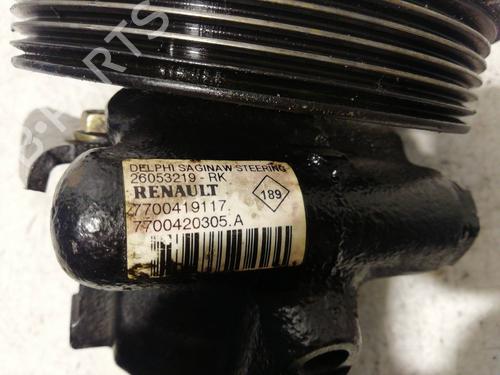 DELPHI SAGINAW STEERING
26053219 - RK
RENAULT
189
7700419117.
7700420305.A